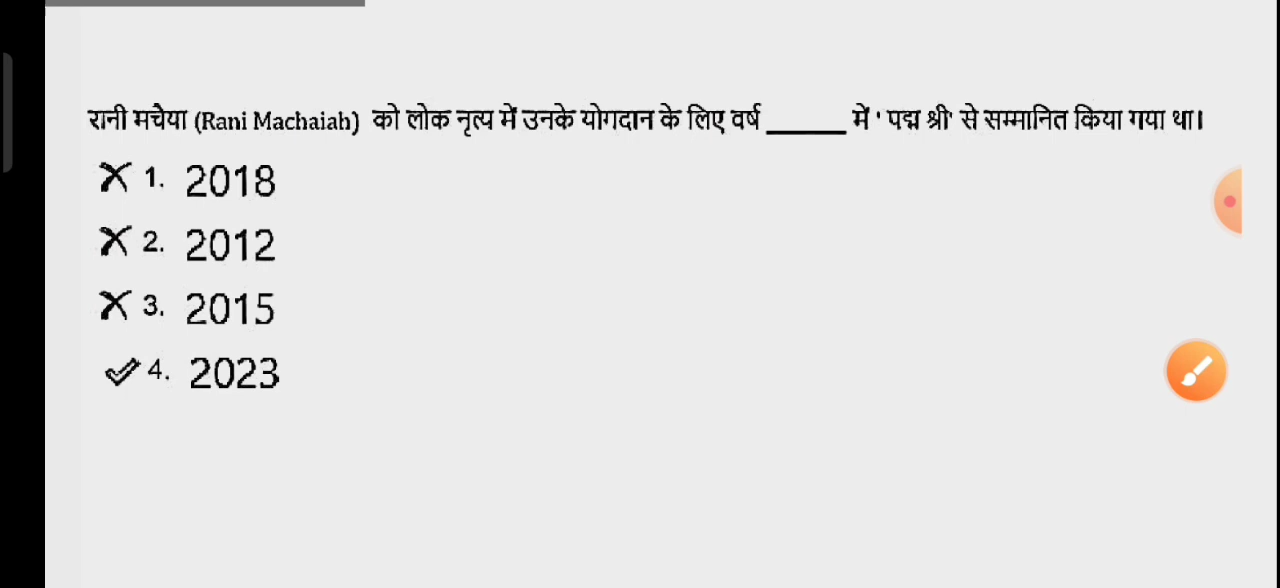 रानी मचैया (Rani Machaiah) को लोक नृत्य में उनके योगदान के लिए वर्ष ______ में ' पद्म श्री' से सम्मानित किया गया था।
1. 2018
2. 2012
3. 2015
4. 2023